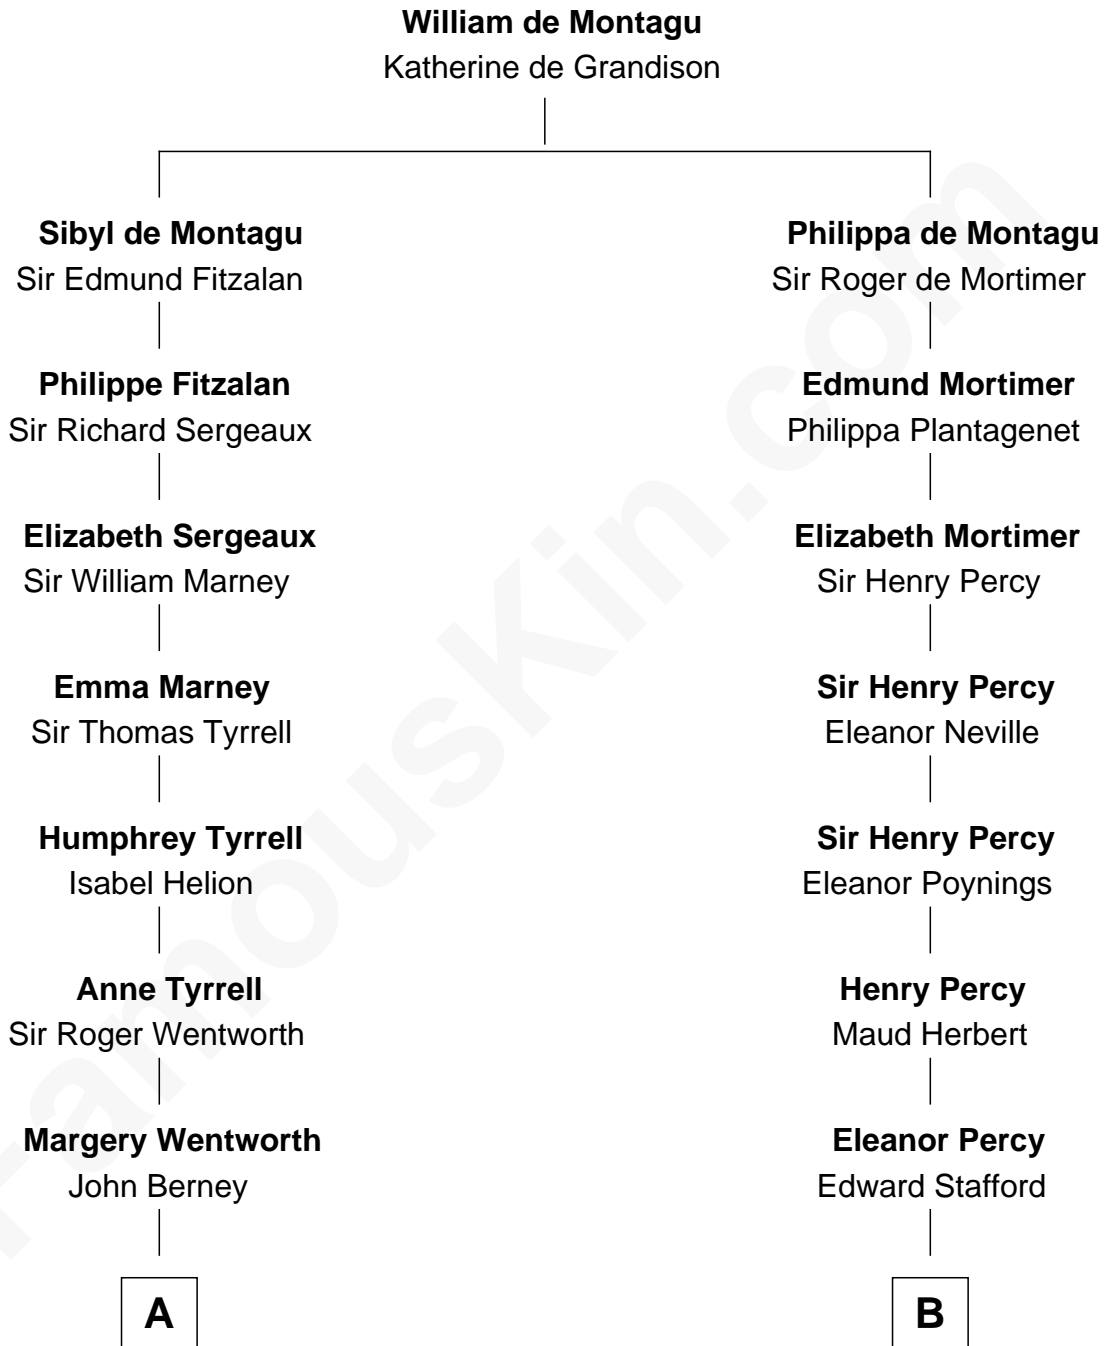 William de Montagu
Katherine de Grandison
Sibyl de Montagu
Sir Edmund Fitzalan
Philippa de Montagu
Sir Roger de Mortimer
Philippe Fitzalan
Sir Richard Sergeaux
Edmund Mortimer
Philippa Plantagenet
Elizabeth Sergeaux
Sir William Marney
Elizabeth Mortimer
Sir Henry Percy
Emma Marney
Sir Thomas Tyrrell
Sir Henry Percy
Eleanor Neville
Humphrey Tyrrell
Isabel Helion
Sir Henry Percy
Eleanor Poynings
Anne Tyrrell
Sir Roger Wentworth
Henry Percy
Maud Herbert
Margery Wentworth
John Berney
Eleanor Percy
Edward Stafford
A
B
FamousKin.com